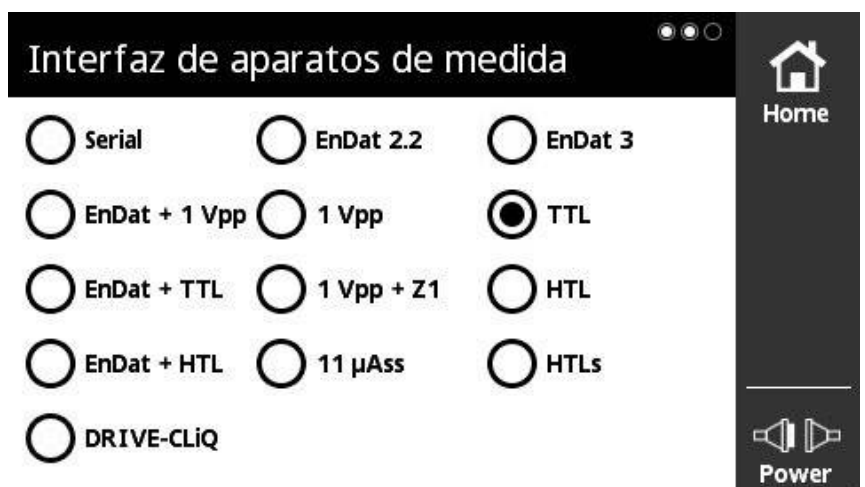 Interfaz de aparatos de medida
Home
Serial
EnDat 2.2
EnDat 3
EnDat + 1 Vpp
1 Vpp
TTL
EnDat + TTL
1 Vpp + Z1
HTL
EnDat + HTL
11 µAss
HTLs
DRIVE-CLiQ
Power